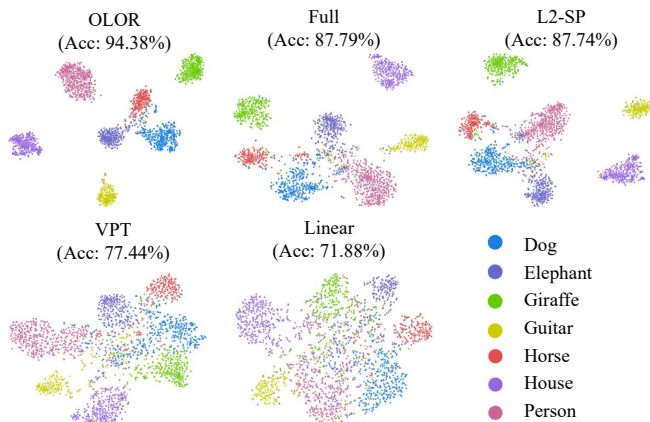 OLOR
(Acc: 94.38%)
Full
(Acc: 87.79%)
L2-SP
(Acc: 87.74%)
VPT
(Acc: 77.44%)
Linear
(Acc: 71.88%)
Dog
Elephant
Giraffe
Guitar
Horse
House
Person